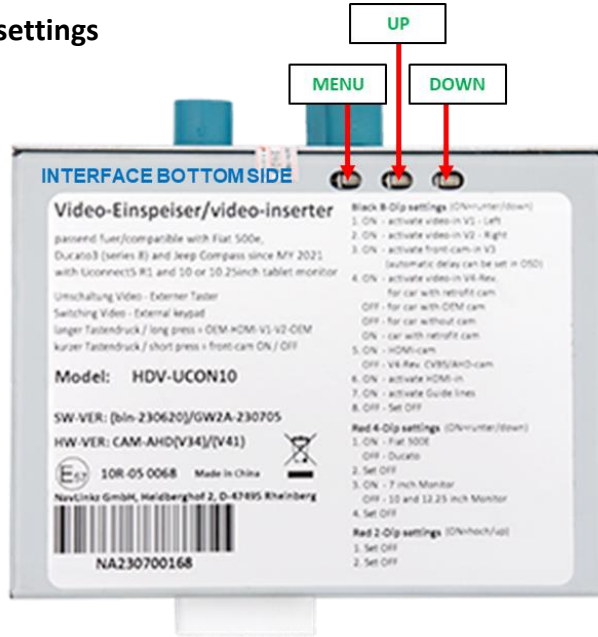 settings
UP
MENU
DOWN
INTERFACE BOTTOM SIDE
Video-Einspeiser/video-inserter
passend fuer/compatible with Fiat 500e,
Ducato3 (series 8) and Jeep Compass since MY 2021
with Uconnect5 R1 and 10 or 10.25inch tablet monitor
Umschaltung Video - Externer Taster
Switching Video - External keypad
langer Tastendruck / long press = OEM-HDMI-V1-V2-OEM
kurzer Tastendruck / short press = front-cam ON / OFF
Model: HDV-UCON10
SW-VER: (bin-230620)/GW2A-230705
HW-VER: CAM-AHD(V34)/(V41)
E57
10R-05 0068 Made in China
NavLinkz GmbH, Heidberghof 2, D-47495 Rheinberg
NA230700168
Black 8-Dip settings (ON=runter/down)
1. ON - activate video-in V1 - Left
2. ON - activate video-in V2 - Right
3. ON - activate front-cam in V3
(automatic delay can be set in OSD)
4. ON - activate video-in V4-Rev.
for car with retrofit cam
OFF - for car with OEM cam
OFF - for car without cam
ON - car with retrofit cam
5. ON - HDMI-cam
OFF - V4-Rev. CVBS/AHD-cam
6. ON - activate HDMI-in
7. ON - activate Guide lines
8. OFF - Set OFF
Red 4-Dip settings (ON=runter/down)
1. ON - Fiat 500E
OFF - Ducato
2. Set OFF
3. ON - 7 inch Monitor
OFF - 10 and 12.25 inch Monitor
4. Set OFF
Red 2-Dip settings (ON=hoch/up)
1. Set OFF
2. Set OFF